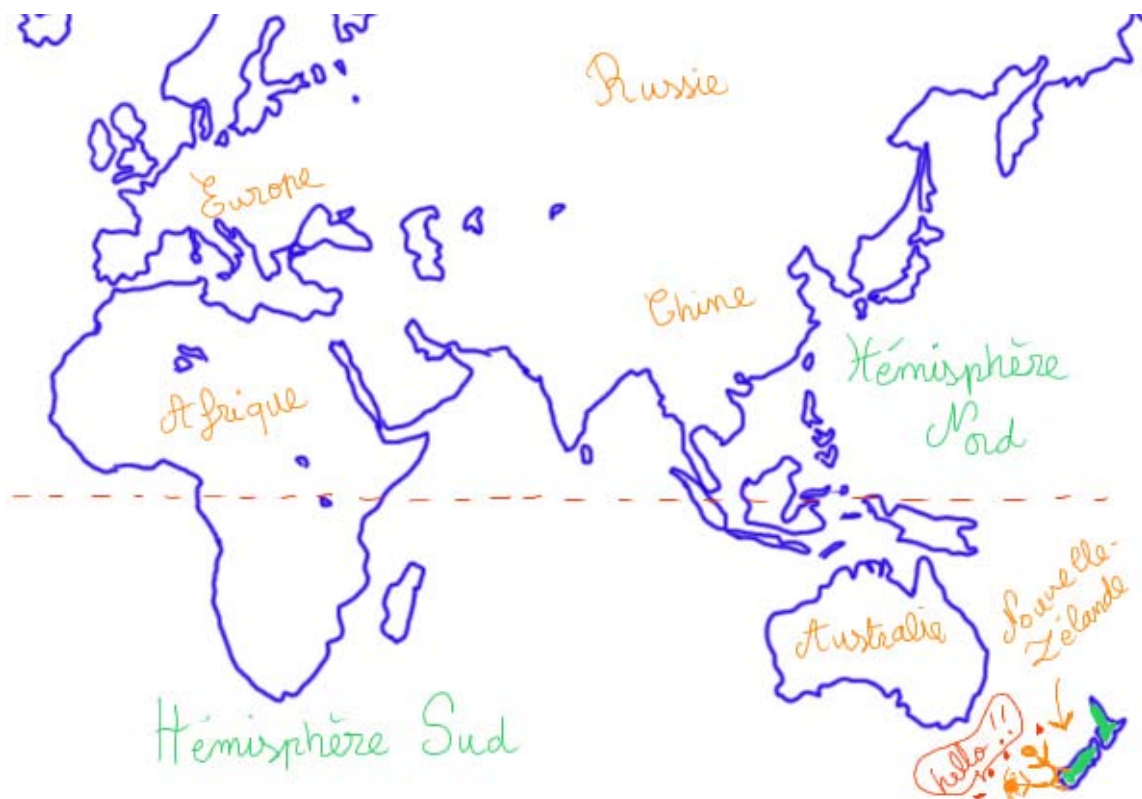 Russie
Europe
Chine
Hémisphère
Nord
Afrique
Nouvelle-
Zélande
Australie
Hémisphère Sud
hello !!